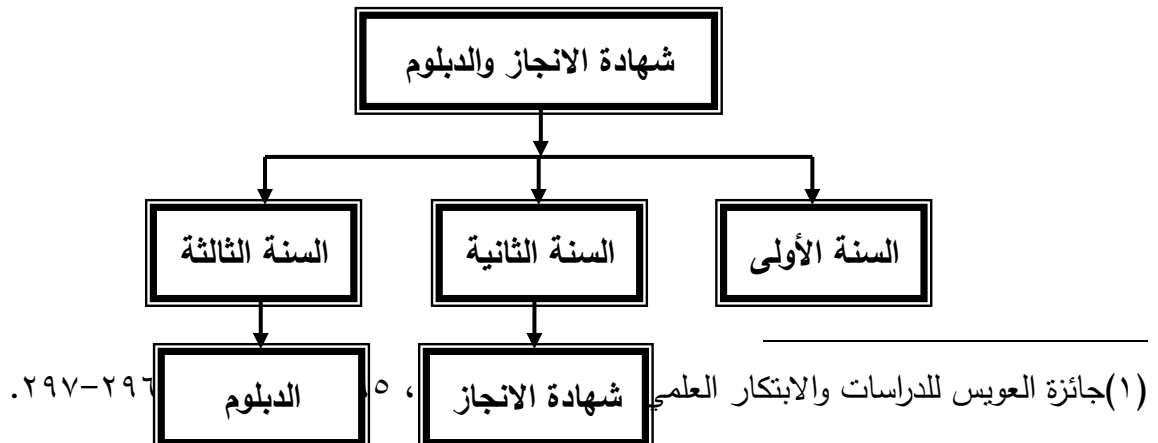 شهادة الانجاز والدبلوم
السنة الأولى
السنة الثانية
السنة الثالثة
شهادة الانجاز
الدبلوم
(١)جائزة العويس للدراسات والابتكار العلمي ، ٢٩٦–٢٩٧.